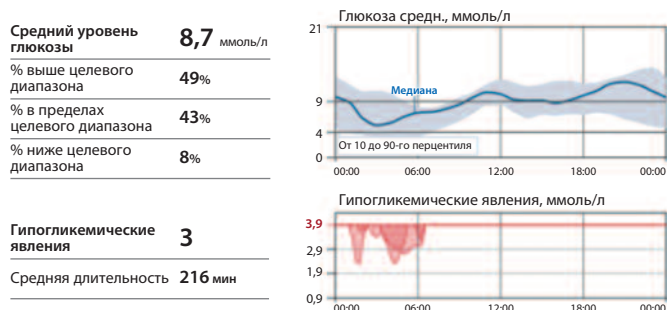 Средний уровень
глюкозы
8,7 ммоль/л
% выше целевого
диапазона
49%
% в пределах
целевого диапазона
43%
% ниже целевого
диапазона
8%
Гипогликемические
явления
3
Средняя длительность 216 мин
Глюкоза средн., ммоль/л
21
9
4
0
Медиана
От 10 до 90-го перцентиля
00:00 06:00 12:00 18:00 00:00
Гипогликемические явления, ммоль/л
3,9
2,9
1,9
0,9
00:00 06:00 12:00 18:00 00:00